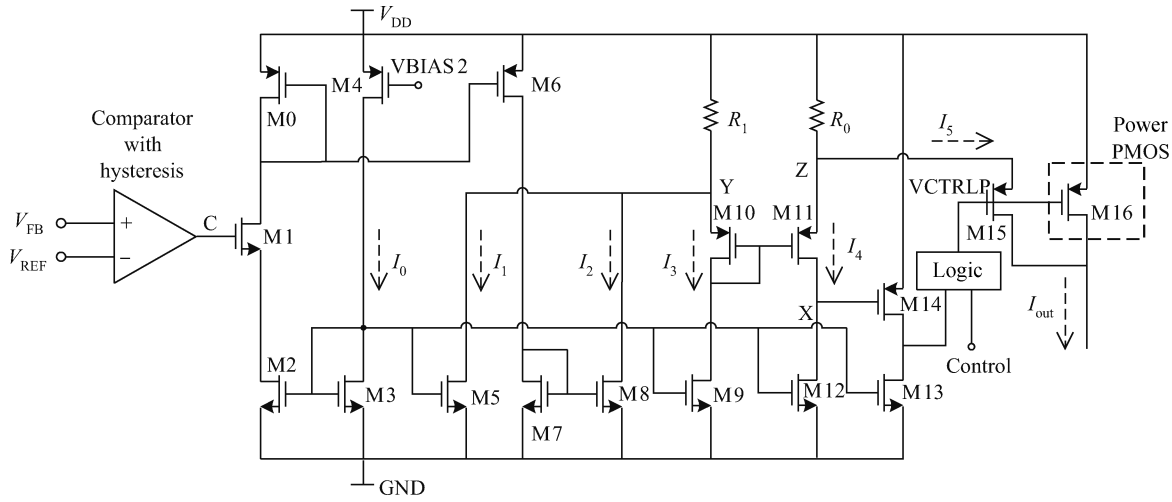 V_DD
VBIAS 2
M4
M6
M0
Comparator
with
hysteresis
R_1
R_0
I_5
Power
PMOS
Z
VCTRLP
Y
V_FB
+
C
M10
M11
M16
M1
M15
V_REF
−
I_0
I_1
I_2
I_3
I_4
Logic
M14
X
I_out
Control
M2
M3
M5
M8
M9
M12
M13
M7
GND